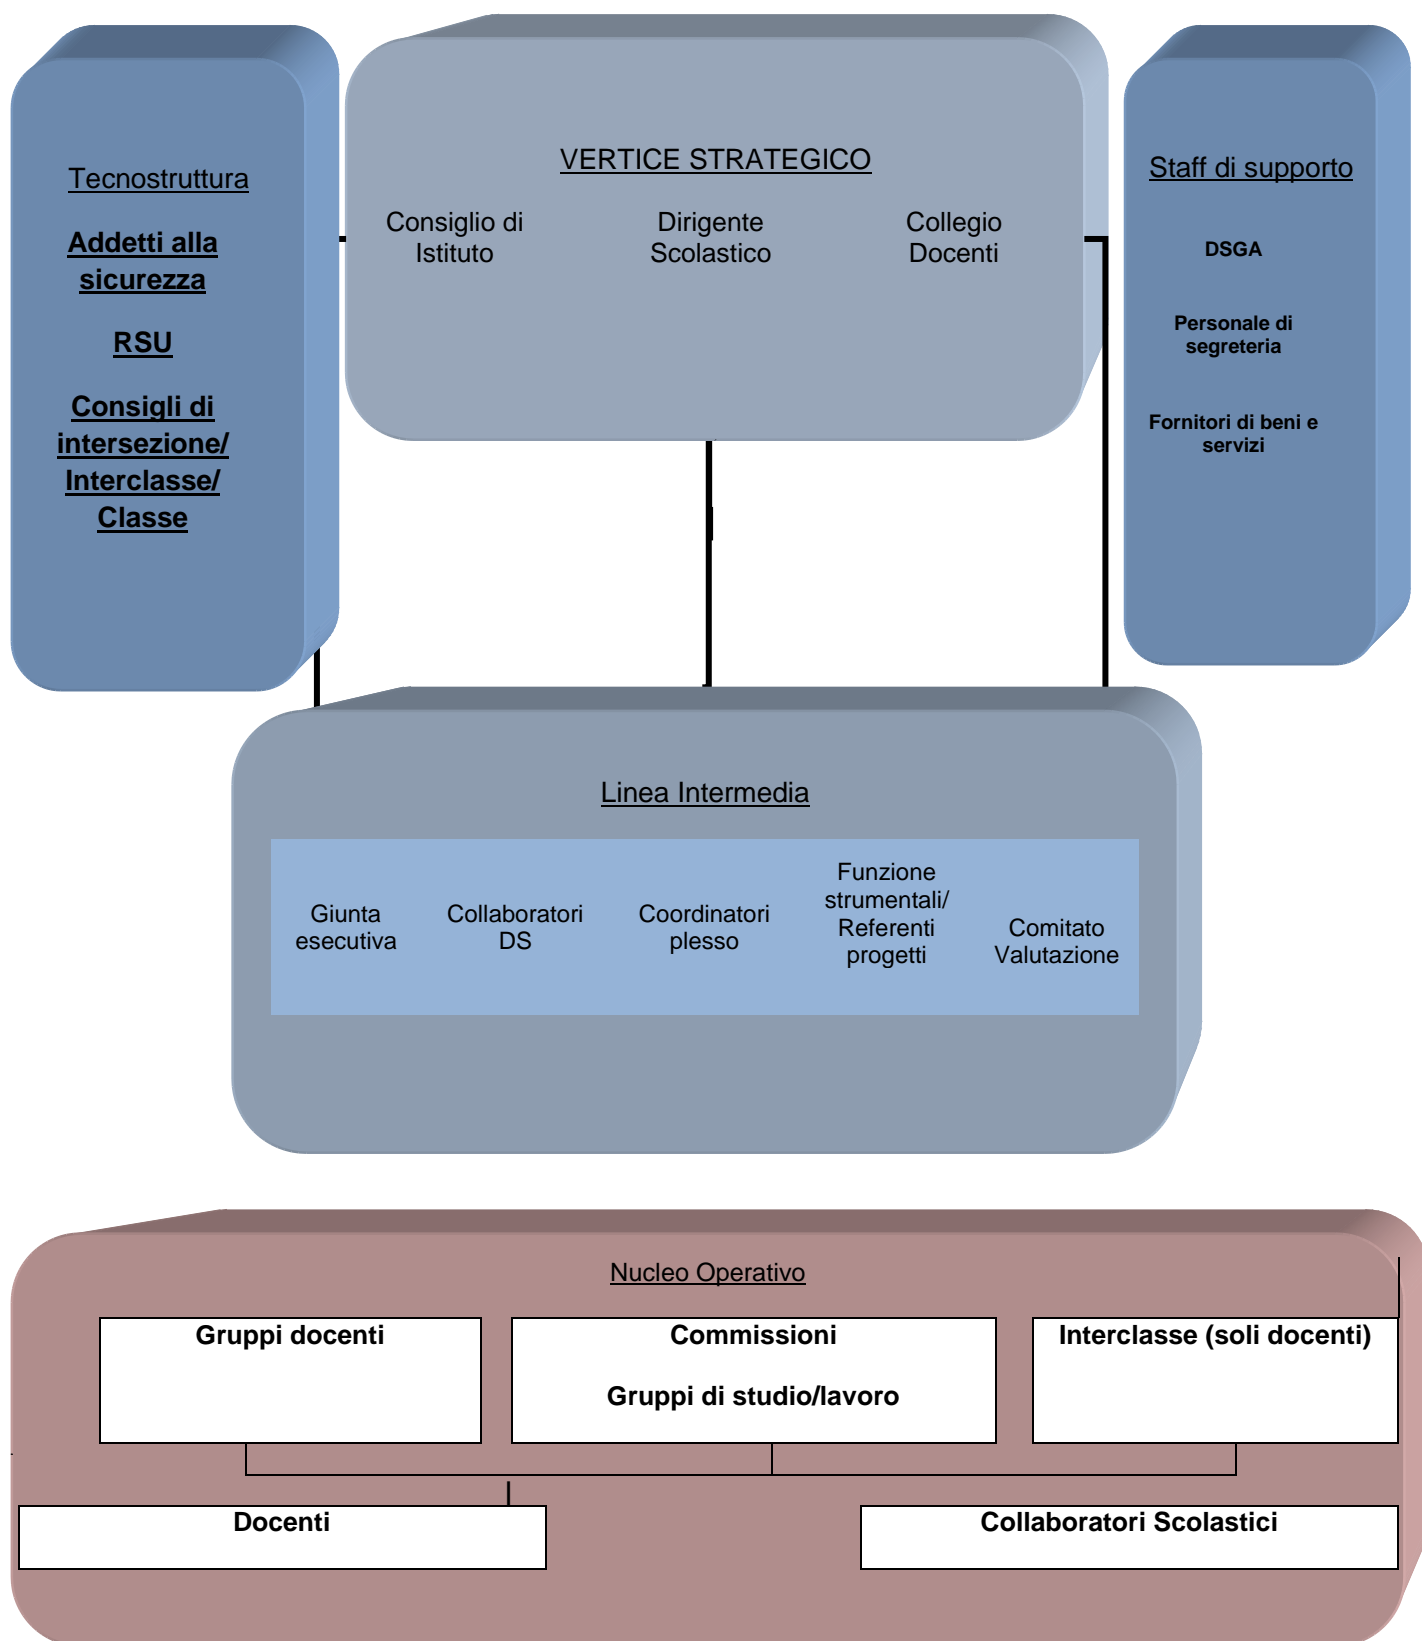 Tecnostruttura
Addetti alla
sicurezza
RSU
Consigli di
intersezione/
Interclasse/
Classe
VERTICE STRATEGICO
Consiglio di
Istituto
Dirigente
Scolastico
Collegio
Docenti
Staff di supporto
DSGA
Personale di
segreteria
Fornitori di beni e
servizi
Linea Intermedia
Giunta
esecutiva
Collaboratori
DS
Coordinatori
plesso
Funzione
strumentali/
Referenti
progetti
Comitato
Valutazione
Nucleo Operativo
Gruppi docenti
Commissioni
Gruppi di studio/lavoro
Interclasse (soli docenti)
Docenti
Collaboratori Scolastici